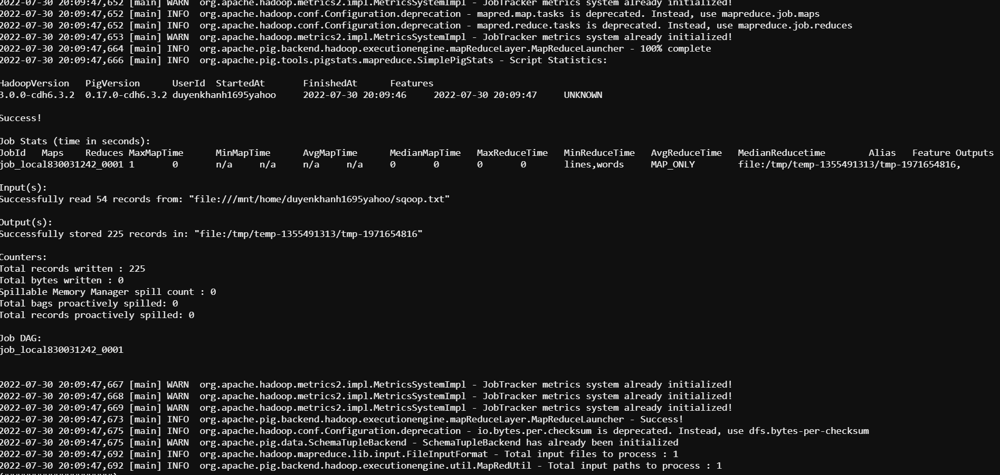 2022-07-30 20:09:47,652 [main] WARN  org.apache.hadoop.metrics2.impl.MetricsSystemImpl - JobTracker metrics system already initialized!
2022-07-30 20:09:47,652 [main] INFO  org.apache.hadoop.conf.Configuration.deprecation - mapred.map.tasks is deprecated. Instead, use mapreduce.job.maps
2022-07-30 20:09:47,652 [main] INFO  org.apache.hadoop.conf.Configuration.deprecation - mapred.reduce.tasks is deprecated. Instead, use mapreduce.job.reduces
2022-07-30 20:09:47,653 [main] WARN  org.apache.hadoop.metrics2.impl.MetricsSystemImpl - JobTracker metrics system already initialized!
2022-07-30 20:09:47,664 [main] INFO  org.apache.pig.backend.hadoop.executionengine.mapReduceLayer.MapReduceLauncher - 100% complete
2022-07-30 20:09:47,666 [main] INFO  org.apache.pig.tools.pigstats.mapreduce.SimplePigStats - Script Statistics:
HadoopVersion   PigVersion      UserId  StartedAt       FinishedAt      Features
3.0.0-cdh6.3.2  0.17.0-cdh6.3.2 duyenkhanh1695yahoo     2022-07-30 20:09:46     2022-07-30 20:09:47     UNKNOWN
Success!
Job Stats (time in seconds):
JobId   Maps    Reduces MaxMapTime      MinMapTime      AvgMapTime      MedianMapTime   MaxReduceTime   MinReduceTime   AvgReduceTime   MedianReducetime        Alias   Feature Outputs
job_local830031242_0001 1       0       n/a     n/a     n/a     n/a     0       0       0       0       lines,words     MAP_ONLY        file:/tmp/temp-1355491313/tmp-1971654816,
Input(s):
Successfully read 54 records from: "file:///mnt/home/duyenkhanh1695yahoo/sqoop.txt"
Output(s):
Successfully stored 225 records in: "file:/tmp/temp-1355491313/tmp-1971654816"
Counters:
Total records written : 225
Total bytes written : 0
Spillable Memory Manager spill count : 0
Total bags proactively spilled: 0
Total records proactively spilled: 0
Job DAG:
job_local830031242_0001
2022-07-30 20:09:47,667 [main] WARN  org.apache.hadoop.metrics2.impl.MetricsSystemImpl - JobTracker metrics system already initialized!
2022-07-30 20:09:47,668 [main] WARN  org.apache.hadoop.metrics2.impl.MetricsSystemImpl - JobTracker metrics system already initialized!
2022-07-30 20:09:47,669 [main] WARN  org.apache.hadoop.metrics2.impl.MetricsSystemImpl - JobTracker metrics system already initialized!
2022-07-30 20:09:47,673 [main] INFO  org.apache.pig.backend.hadoop.executionengine.mapReduceLayer.MapReduceLauncher - Success!
2022-07-30 20:09:47,675 [main] INFO  org.apache.hadoop.conf.Configuration.deprecation - io.bytes.per.checksum is deprecated. Instead, use dfs.bytes-per-checksum
2022-07-30 20:09:47,675 [main] WARN  org.apache.pig.data.SchemaTupleBackend - SchemaTupleBackend has already been initialized
2022-07-30 20:09:47,692 [main] INFO  org.apache.hadoop.mapreduce.lib.input.FileInputFormat - Total input files to process : 1
2022-07-30 20:09:47,692 [main] INFO  org.apache.pig.backend.hadoop.executionengine.util.MapRedUtil - Total input paths to process : 1